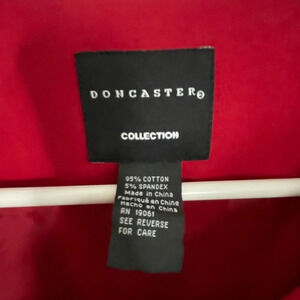 DONCASTER
COLLECTION
95% COTTON
5% SPANDEX
Made in China
Fabriqué en Chine
Hecho en China
RN 19061
SEE REVERSE
FOR CARE